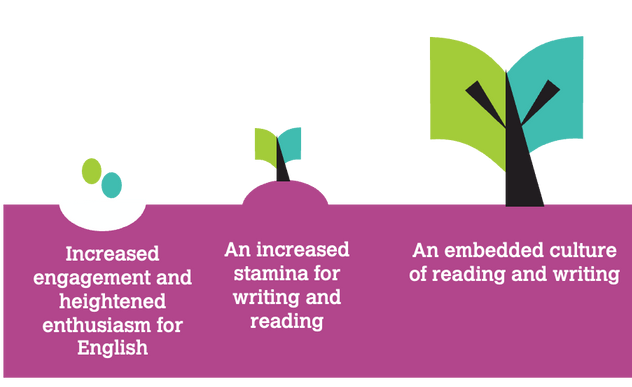 Increased
engagement and
heightened
enthusiasm for
English
An increased
stamina for
writing and
reading
An embedded culture
of reading and writing